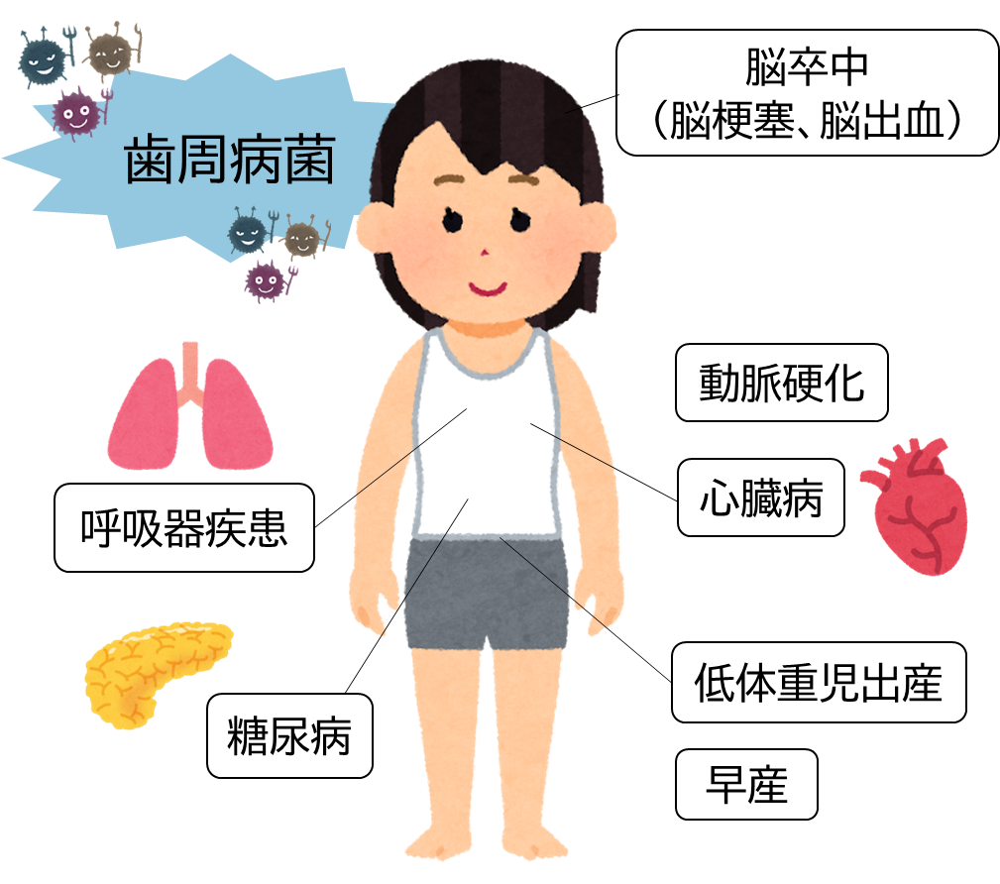 歯周病菌
脳卒中
（脳梗塞、脳出血）
動脈硬化
心臓病
呼吸器疾患
低体重児出産
糖尿病
早産